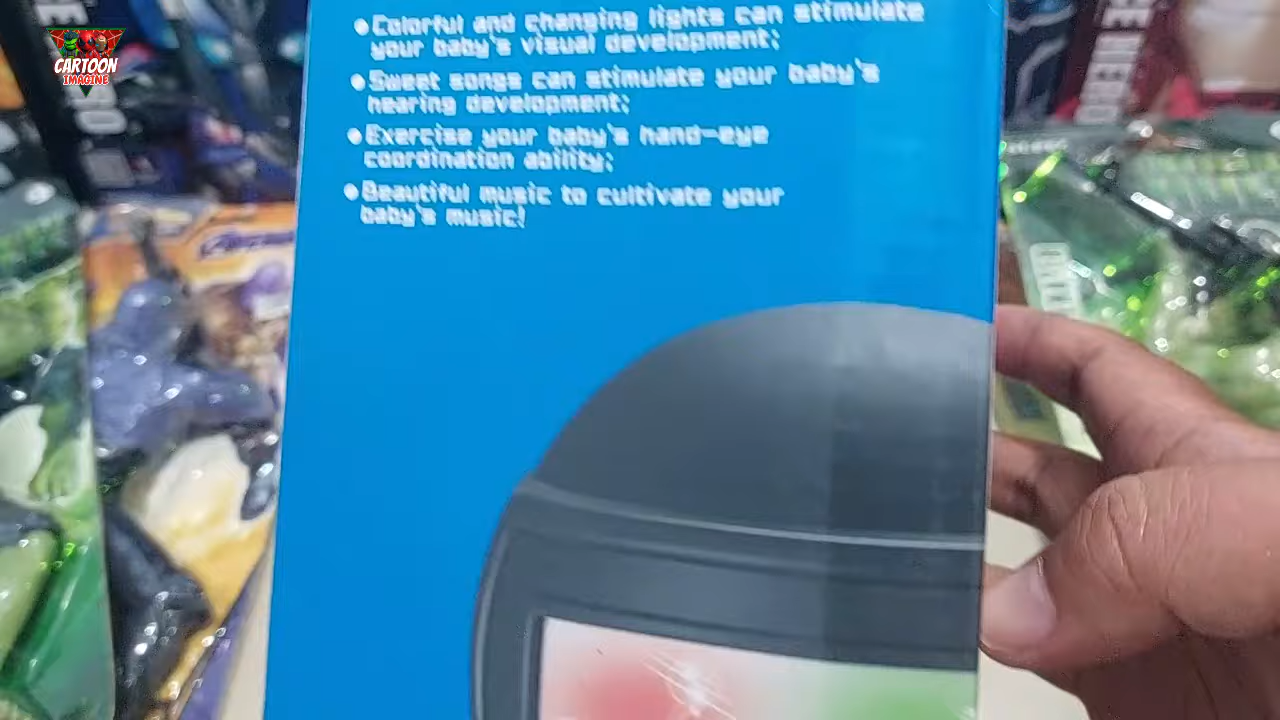 CARTOON
IMAGINE
•Colorful and changing lights can stimulate
your baby's visual development;
•Sweet songs can stimulate your baby's
hearing development;
•Exercise your baby's hand-eye
coordination ability;
•Beautiful music to cultivate your
baby's music!